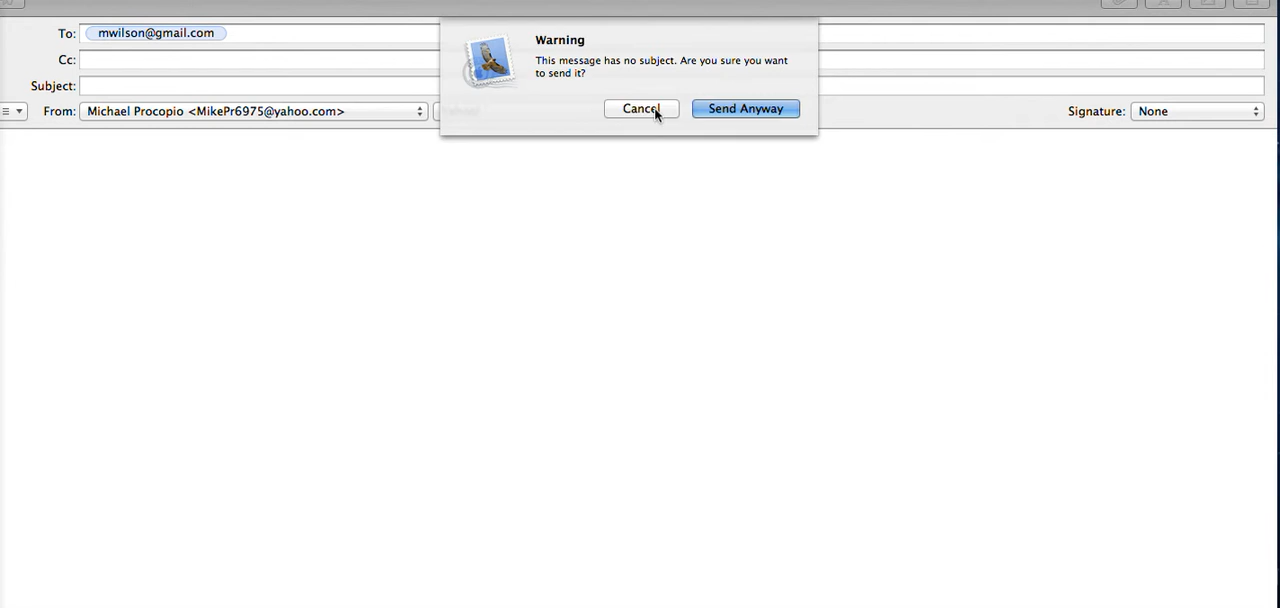 To: mwilson@gmail.com
Cc:
Subject:
From: Michael Procopio <MikePr6975@yahoo.com>
Signature: None
Warning
This message has no subject. Are you sure you want
to send it?
Cancel
Send Anyway